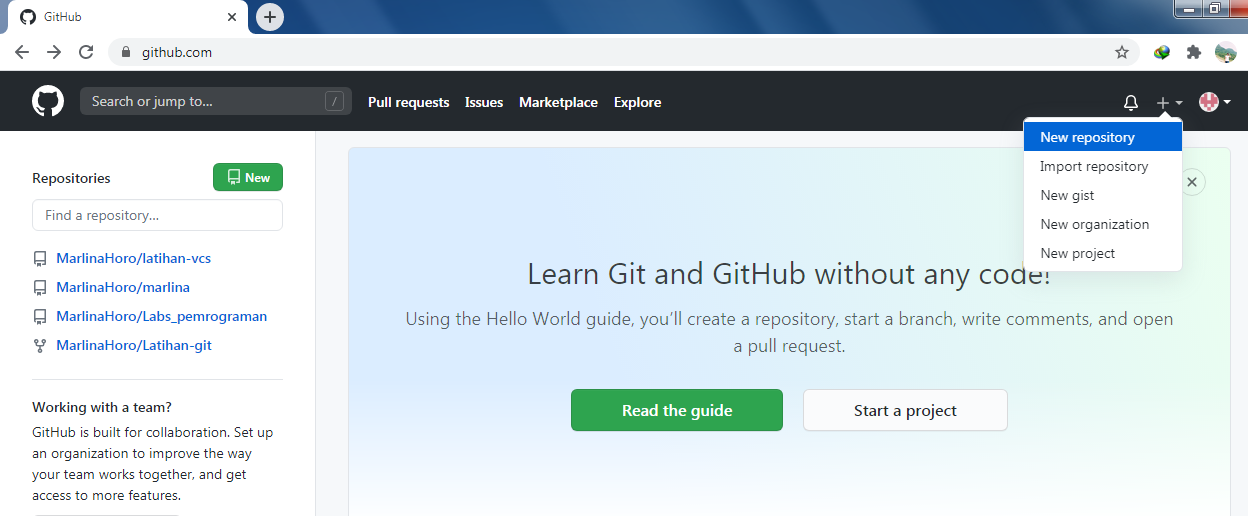 GitHub
github.com
Search or jump to... /
Pull requests Issues Marketplace Explore
New repository
Import repository
New gist
New organization
New project
Repositories
New
Find a repository...
MarlinaHoro/latihan-vcs
MarlinaHoro/marlina
MarlinaHoro/Labs_pemrograman
MarlinaHoro/Latihan-git
Working with a team?
GitHub is built for collaboration. Set up
an organization to improve the way
your team works together, and get
access to more features.
Learn Git and GitHub without any code!
Using the Hello World guide, you’ll create a repository, start a branch, write comments, and open
a pull request.
Read the guide
Start a project